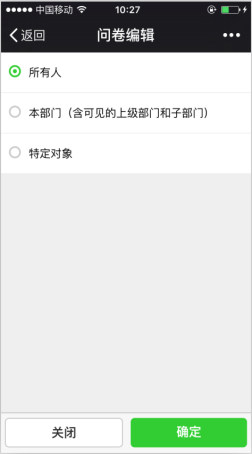 中国移动 10:27
返回 问卷编辑
所有人
本部门（含可见的上级部门和子部门）
特定对象
关闭 确定